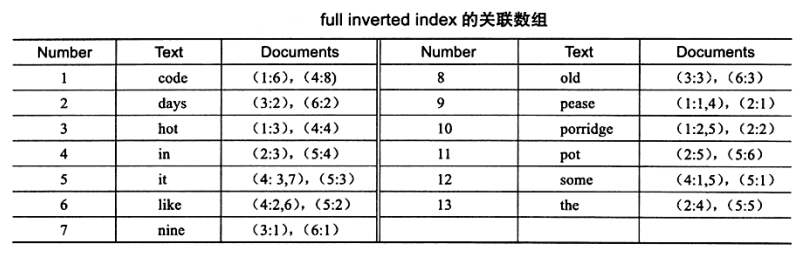 full inverted index 的关联数组
Number Text Documents Number Text Documents
1 code (1:6),(4:8) 8 old (3:3),(6:3)
2 days (3:2),(6:2) 9 pease (1:1,4),(2:1)
3 hot (1:3),(4:4) 10 porridge (1:2,5),(2:2)
4 in (2:3),(5:4) 11 pot (2:5),(5:6)
5 it (4: 3,7),(5:3) 12 some (4:1,5),(5:1)
6 like (4:2,6),(5:2) 13 the (2:4),(5:5)
7 nine (3:1),(6:1)